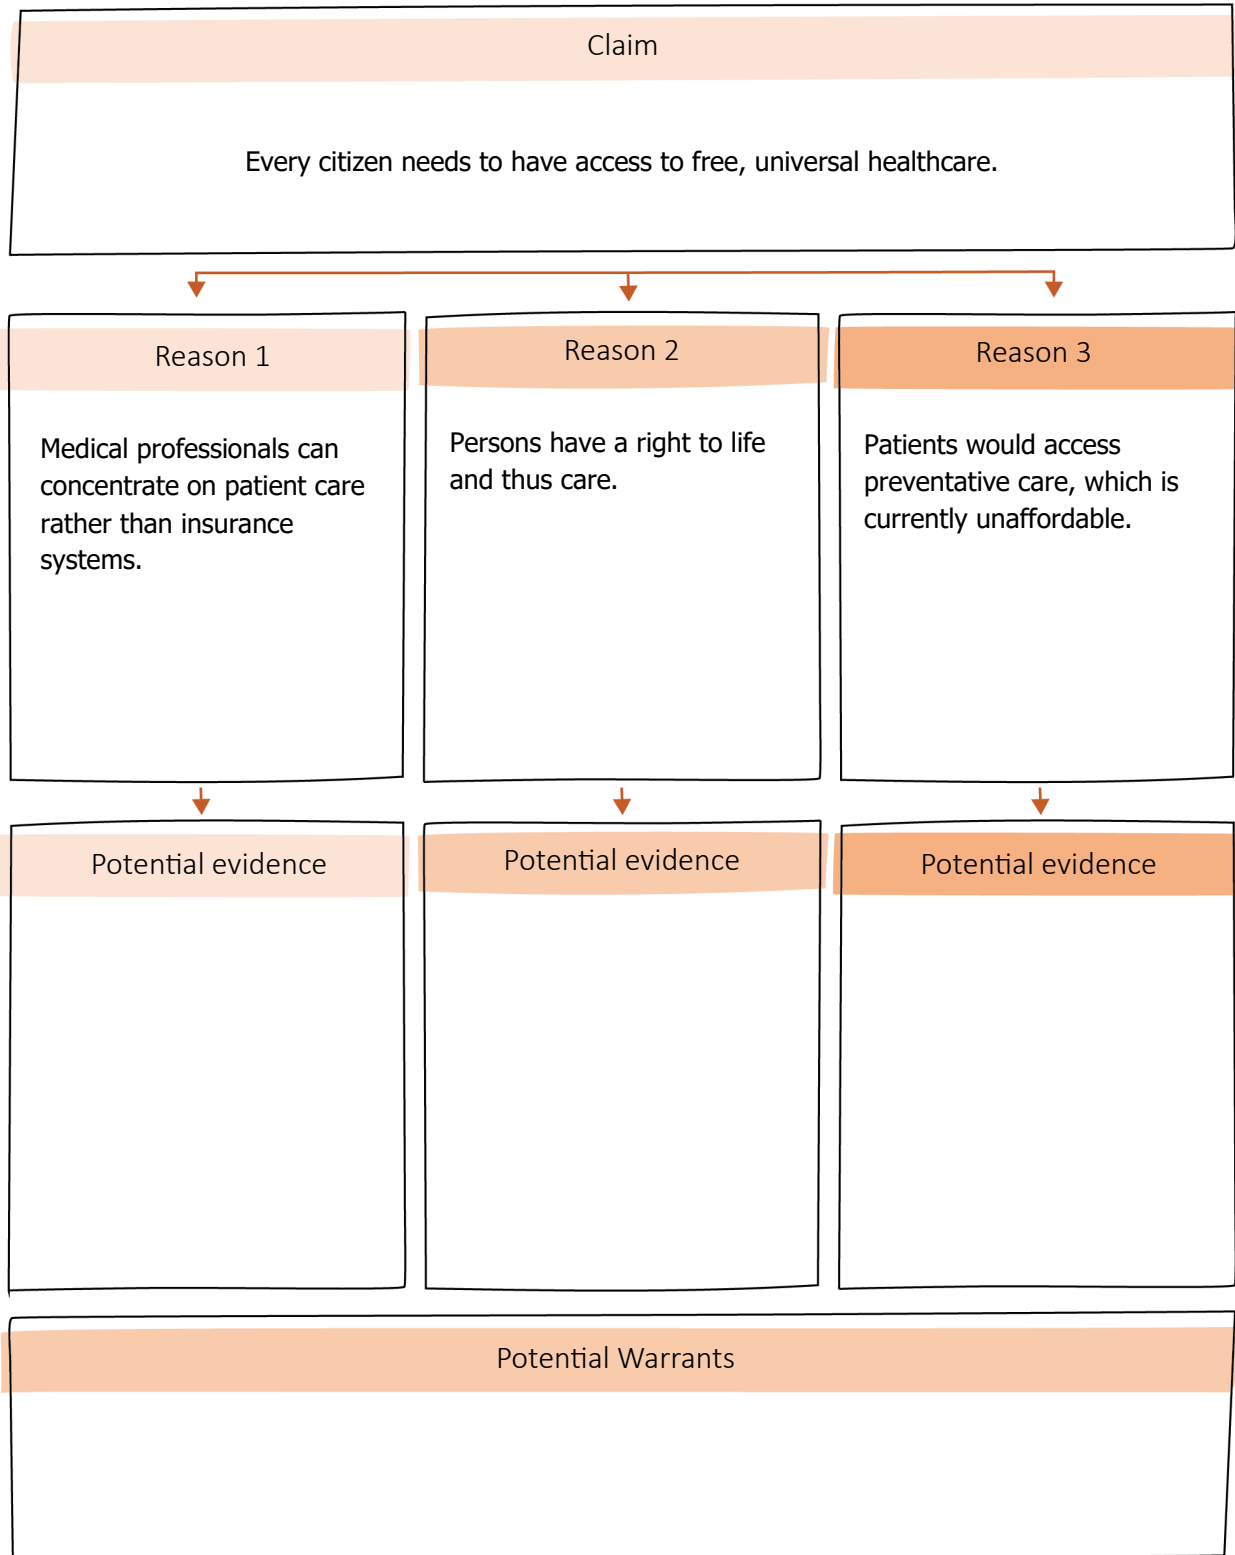 Claim
Every citizen needs to have access to free, universal healthcare.
Reason 1
Medical professionals can
concentrate on patient care
rather than insurance
systems.
Reason 2
Persons have a right to life
and thus care.
Reason 3
Patients would access
preventative care, which is
currently unaffordable.
Potential evidence
Potential evidence
Potential evidence
Potential Warrants